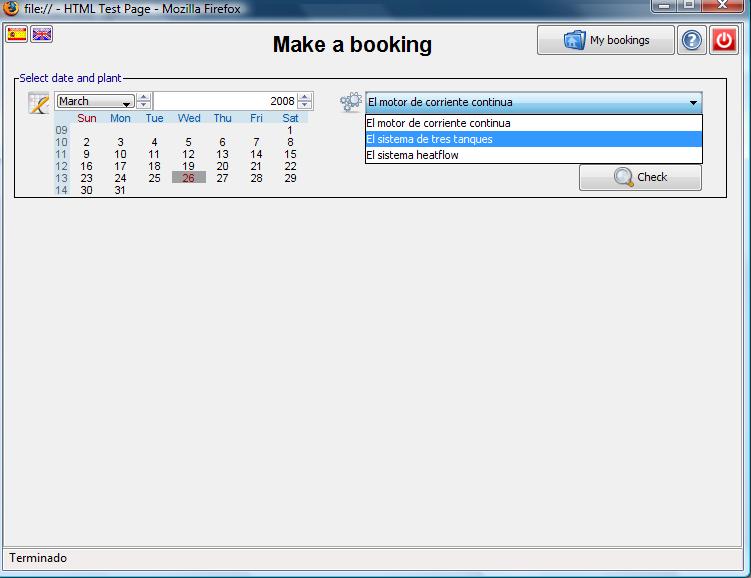 file:// - HTML Test Page - Mozilla Firefox
Make a booking
My bookings
Select date and plant
March 2008
Sun Mon Tue Wed Thu Fri Sat
09 1
10 2 3 4 5 6 7 8
11 9 10 11 12 13 14 15
12 16 17 18 19 20 21 22
13 23 24 25 26 27 28 29
14 30 31
El motor de corriente continua
El motor de corriente continua
El sistema de tres tanques
El sistema heatflow
Check
Terminado